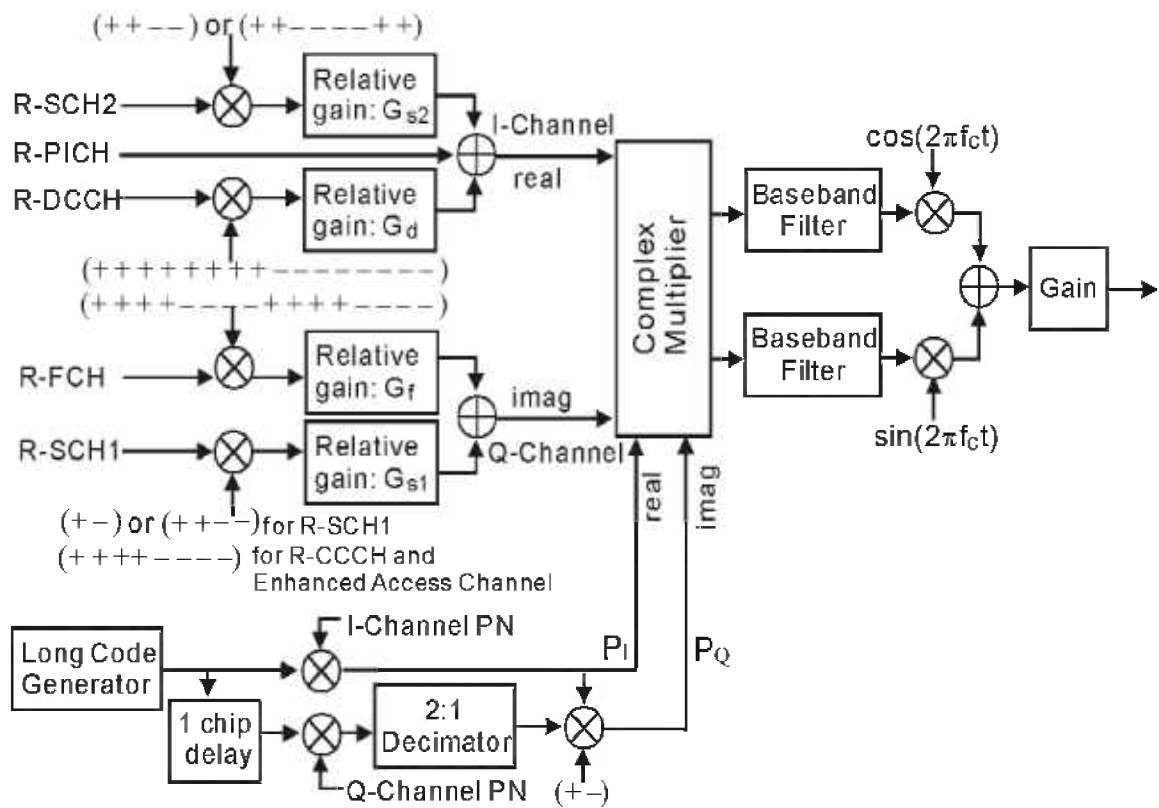 (++––) or (++––––++)
R-SCH2
Relative gain: Gs2
R-PICH
I-Channel
real
R-DCCH
Relative gain: Gd
(++++++++––––––––)
(++++––––++++––––)
R-FCH
Relative gain: Gf
imag
R-SCH1
Relative gain: Gs1
Q-Channel
(+–) or (++––) for R-SCH1
(++++––––) for R-CCCH and
Enhanced Access Channel
Complex
Multiplier
real
imag
Baseband
Filter
Baseband
Filter
cos(2πfCt)
sin(2πfCt)
Gain
Long Code
Generator
I-Channel PN
PI
PQ
1 chip
delay
2:1
Decimator
Q-Channel PN
(+–)